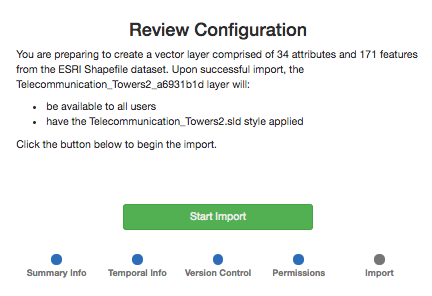 Review Configuration
You are preparing to create a vector layer comprised of 34 attributes and 171 features
from the ESRI Shapefile dataset. Upon successful import, the
Telecommunication_Towers2_a6931b1d layer will:
• be available to all users
• have the Telecommunication_Towers2.sld style applied
Click the button below to begin the import.
Start Import
Summary Info Temporal Info Version Control Permissions Import